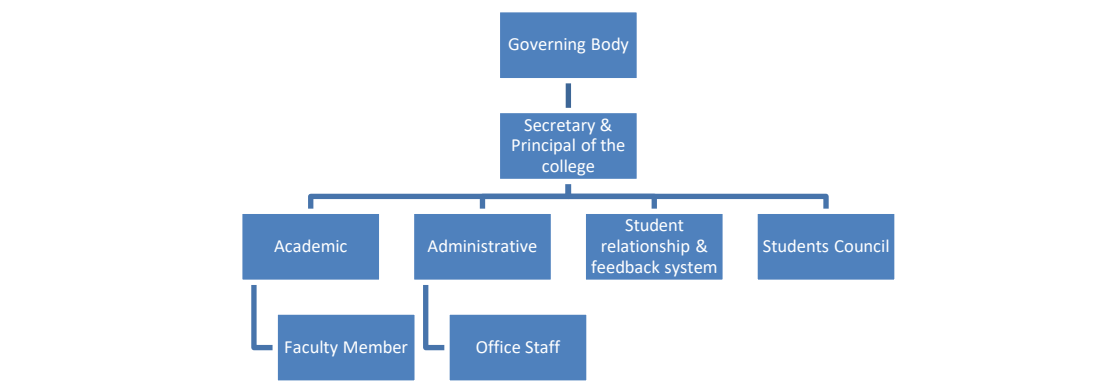 Governing Body
Secretary &
Principal of the
college
Academic
Administrative
Student
relationship &
feedback system
Students Council
Faculty Member
Office Staff